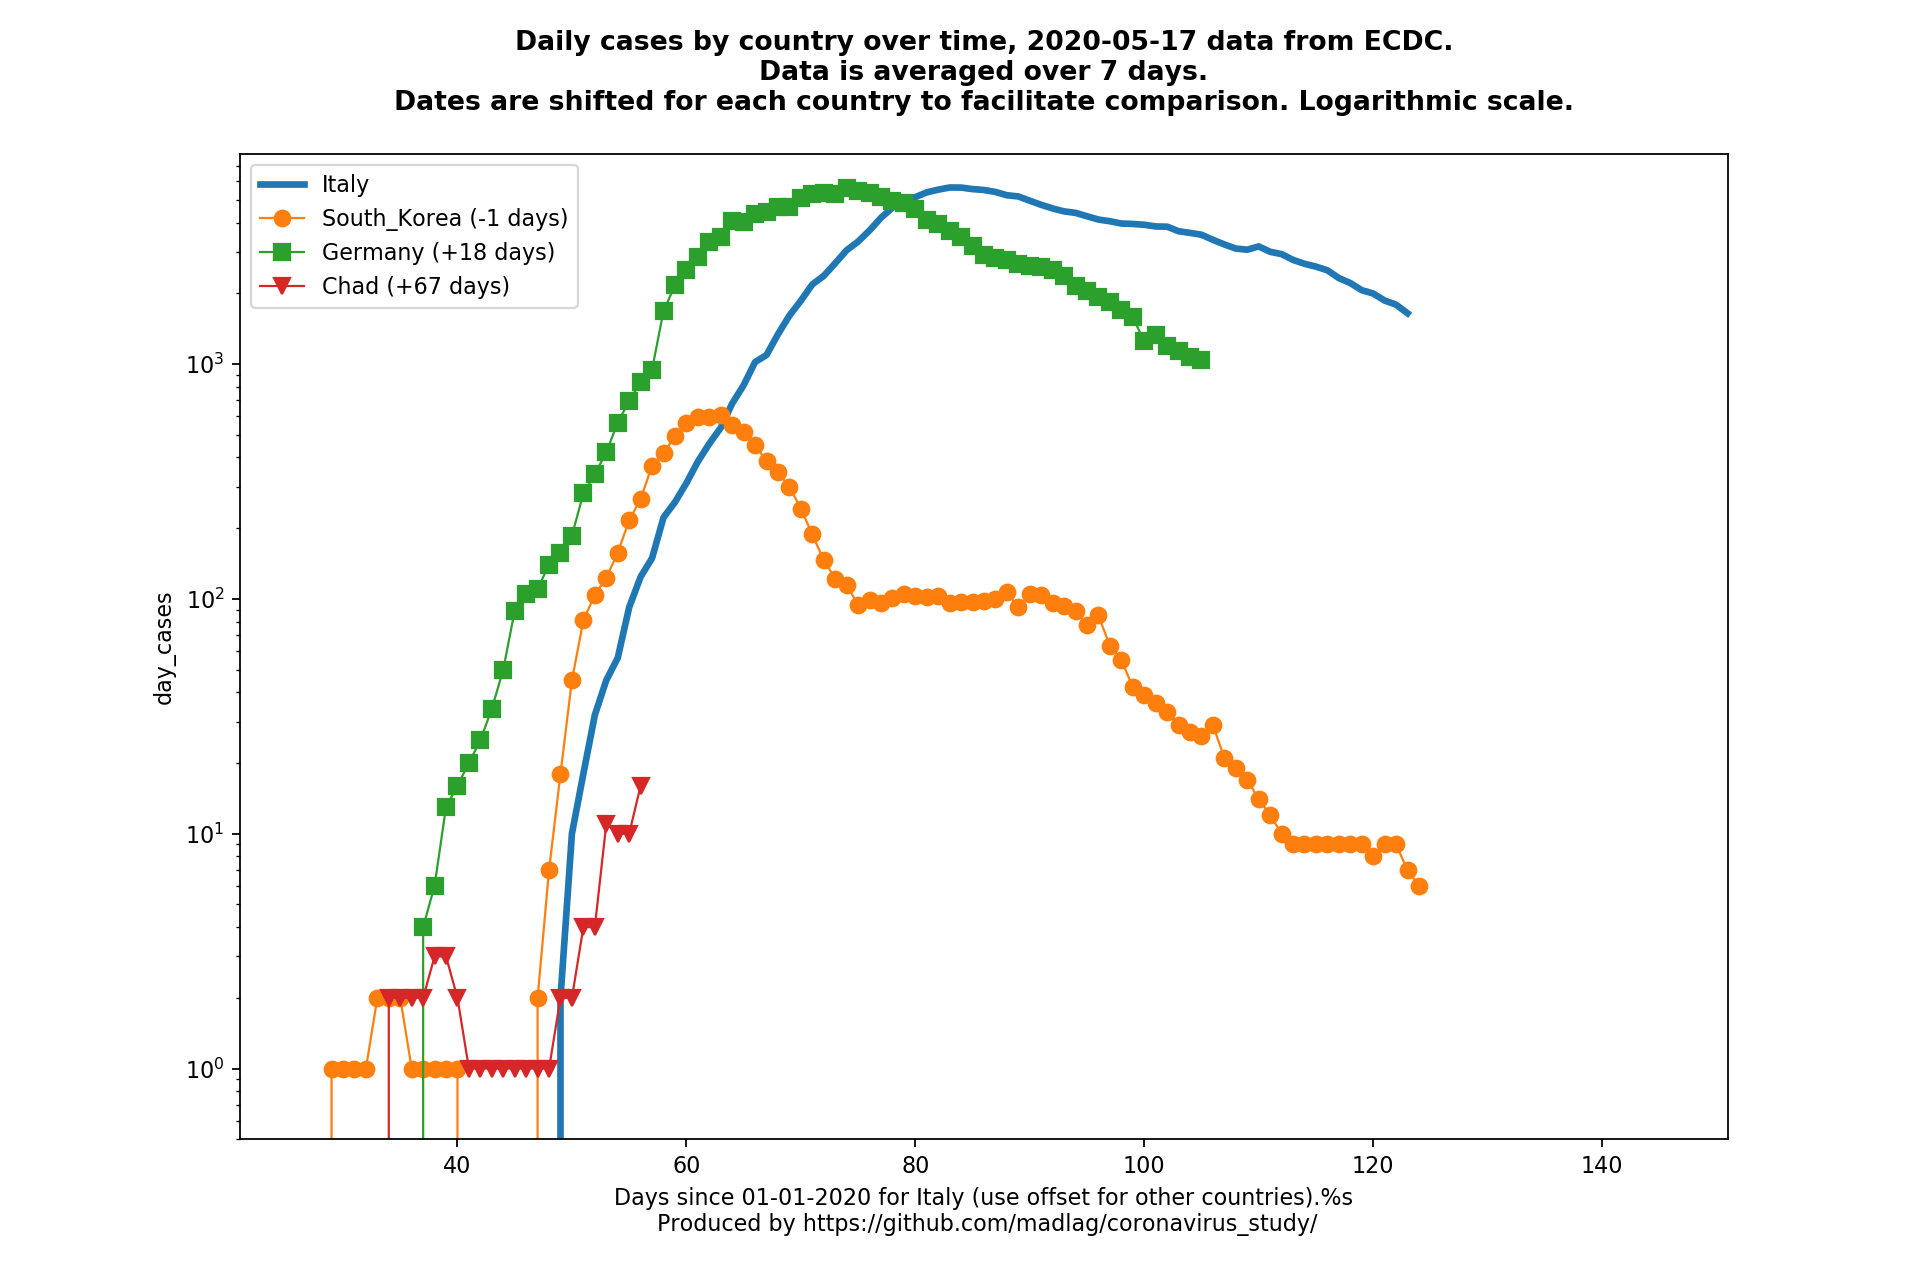 Daily cases by country over time, 2020-05-17 data from ECDC.
Data is averaged over 7 days.
Dates are shifted for each country to facilitate comparison. Logarithmic scale.
Italy
South_Korea (-1 days)
Germany (+18 days)
Chad (+67 days)
10³
10²
10¹
10⁰
day_cases
40 60 80 100 120 140
Days since 01-01-2020 for Italy (use offset for other countries).%s
Produced by https://github.com/madlag/coronavirus_study/